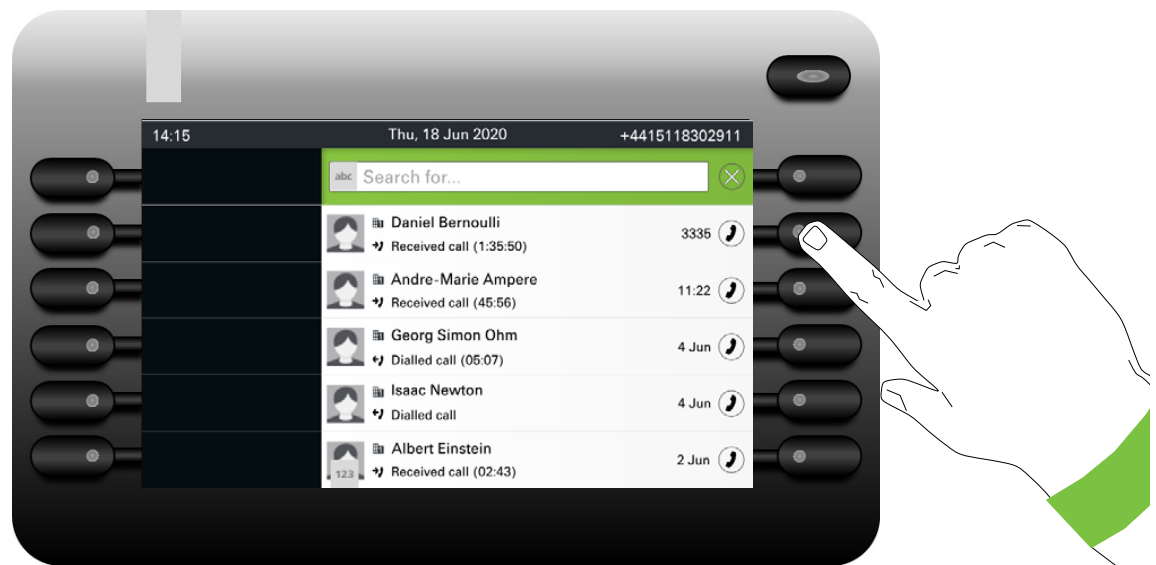 14:15 Thu, 18 Jun 2020 +4415118302911
abc Search for...
Daniel Bernoulli
Received call (1:35:50) 3335
Andre-Marie Ampere
Received call (45:56) 11:22
Georg Simon Ohm
Dialled call (05:07) 4 Jun
Isaac Newton
Dialled call 4 Jun
Albert Einstein
123 Received call (02:43) 2 Jun